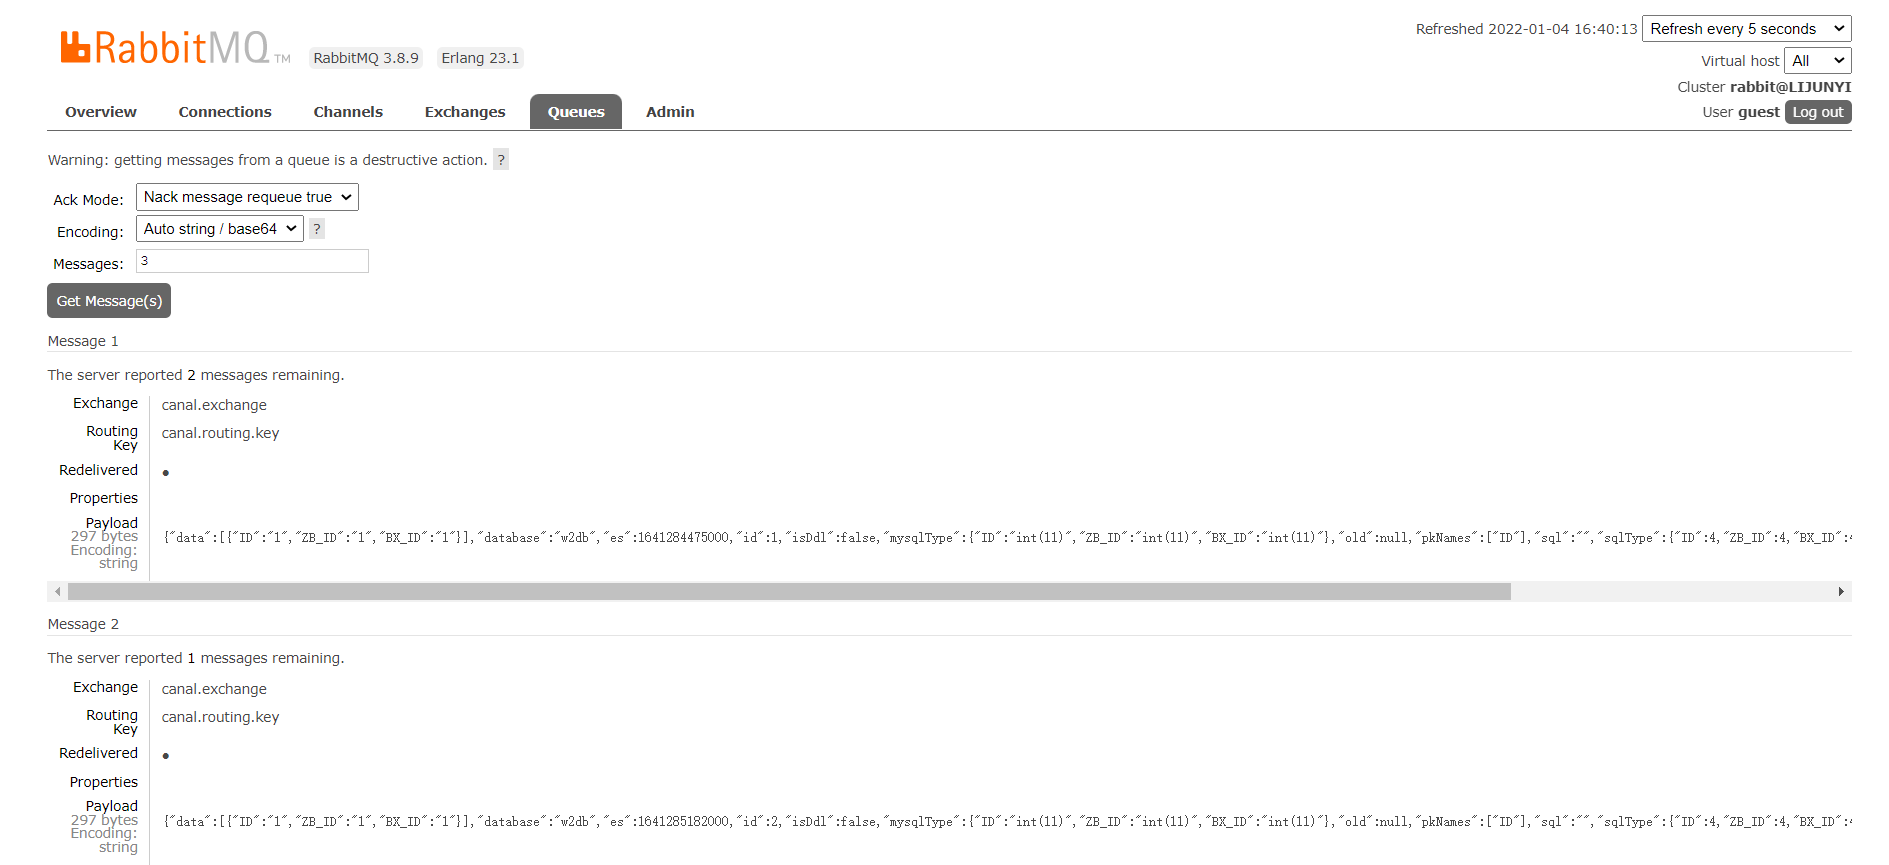 RabbitMQ TM RabbitMQ 3.8.9 Erlang 23.1
Refreshed 2022-01-04 16:40:13 Refresh every 5 seconds
Virtual host All
Cluster rabbit@LIJUNYI
User guest Log out
Overview Connections Channels Exchanges Queues Admin
Warning: getting messages from a queue is a destructive action. ?
Ack Mode: Nack message requeue true
Encoding: Auto string / base64 ?
Messages: 3
Get Message(s)
Message 1
The server reported 2 messages remaining.
Exchange canal.exchange
Routing Key canal.routing.key
Redelivered ●
Properties
Payload
297 bytes
Encoding: string
{"data":[{"ID":"1","ZB_ID":"1","BX_ID":"1"}],"database":"w2db","es":1641284475000,"id":1,"isDdl":false,"mysqlType":{"ID":"int(11)","ZB_ID":"int(11)","BX_ID":"int(11)"},"old":null,"pkNames":["ID"],"sql":"","sqlType":{"ID":4,"ZB_ID":4,"BX_ID":4
Message 2
The server reported 1 messages remaining.
Exchange canal.exchange
Routing Key canal.routing.key
Redelivered ●
Properties
Payload
297 bytes
Encoding: string
{"data":[{"ID":"1","ZB_ID":"1","BX_ID":"1"}],"database":"w2db","es":1641285182000,"id":2,"isDdl":false,"mysqlType":{"ID":"int(11)","ZB_ID":"int(11)","BX_ID":"int(11)"},"old":null,"pkNames":["ID"],"sql":"","sqlType":{"ID":4,"ZB_ID":4,"BX_ID":4